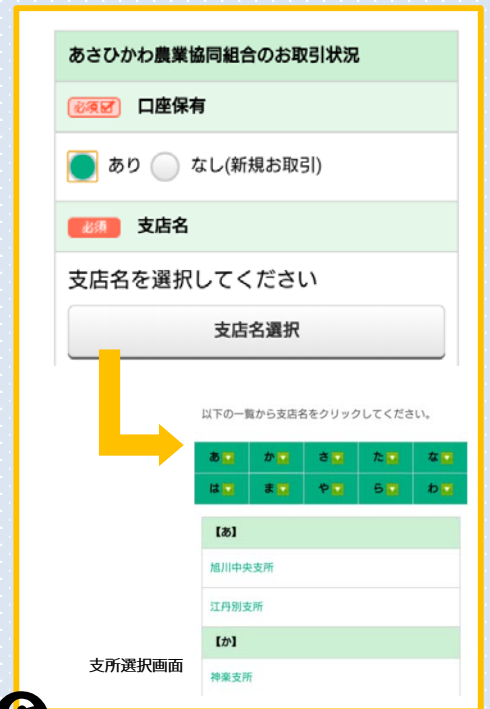 あさひかわ農業協同組合のお取引状況
必須 口座保有
あり なし(新規お取引)
必須 支店名
支店名を選択してください
支店名選択
以下の一覧から支店名をクリックしてください。
あ か さ た な
は ま や ら わ
【あ】
旭川中央支所
江丹別支所
【か】
支所選択画面
神楽支所